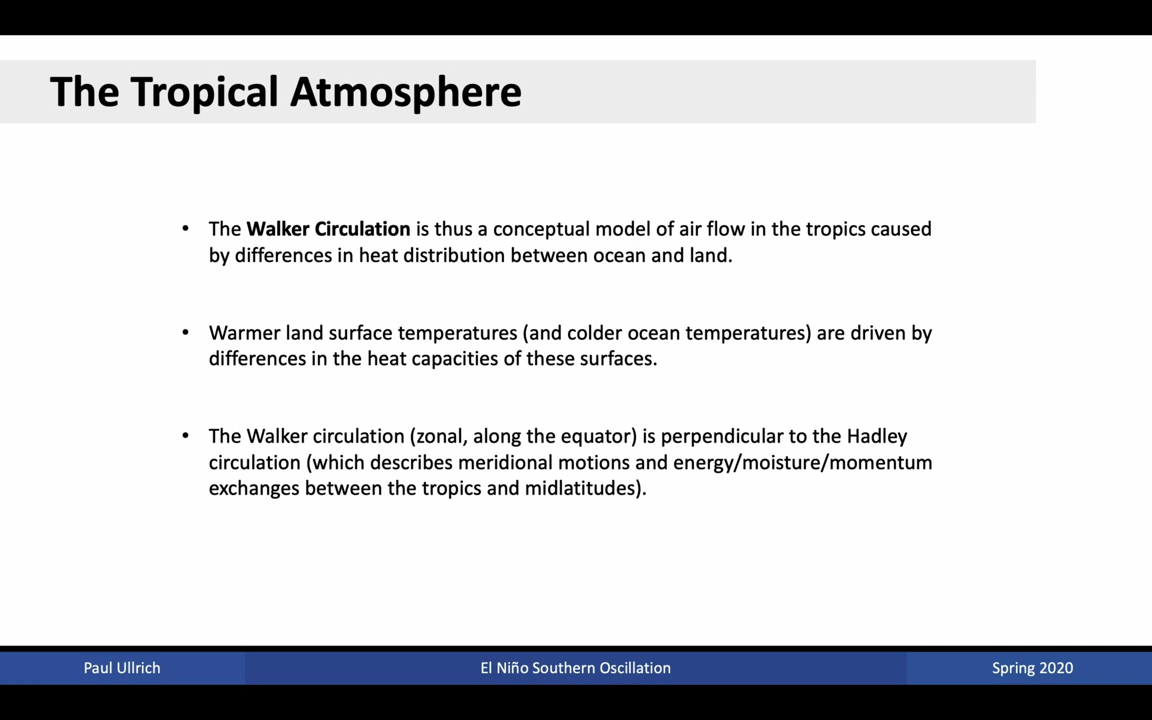 The Tropical Atmosphere
• The Walker Circulation is thus a conceptual model of air flow in the tropics caused
by differences in heat distribution between ocean and land.
• Warmer land surface temperatures (and colder ocean temperatures) are driven by
differences in the heat capacities of these surfaces.
• The Walker circulation (zonal, along the equator) is perpendicular to the Hadley
circulation (which describes meridional motions and energy/moisture/momentum
exchanges between the tropics and midlatitudes).
Paul Ullrich
El Niño Southern Oscillation
Spring 2020